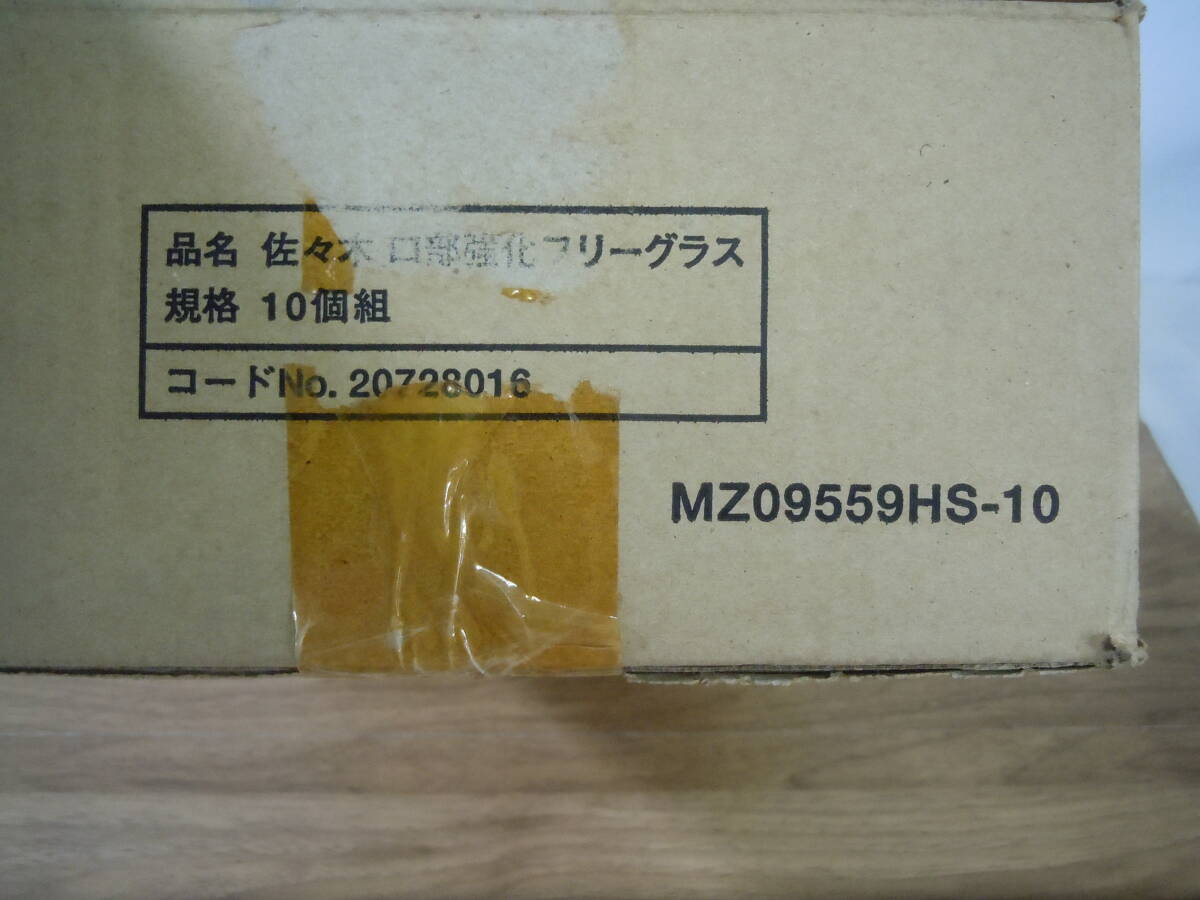 品名 佐々木 口部強化フリーグラス
規格 10個組
コードNo. 20728016
MZ09559HS-10